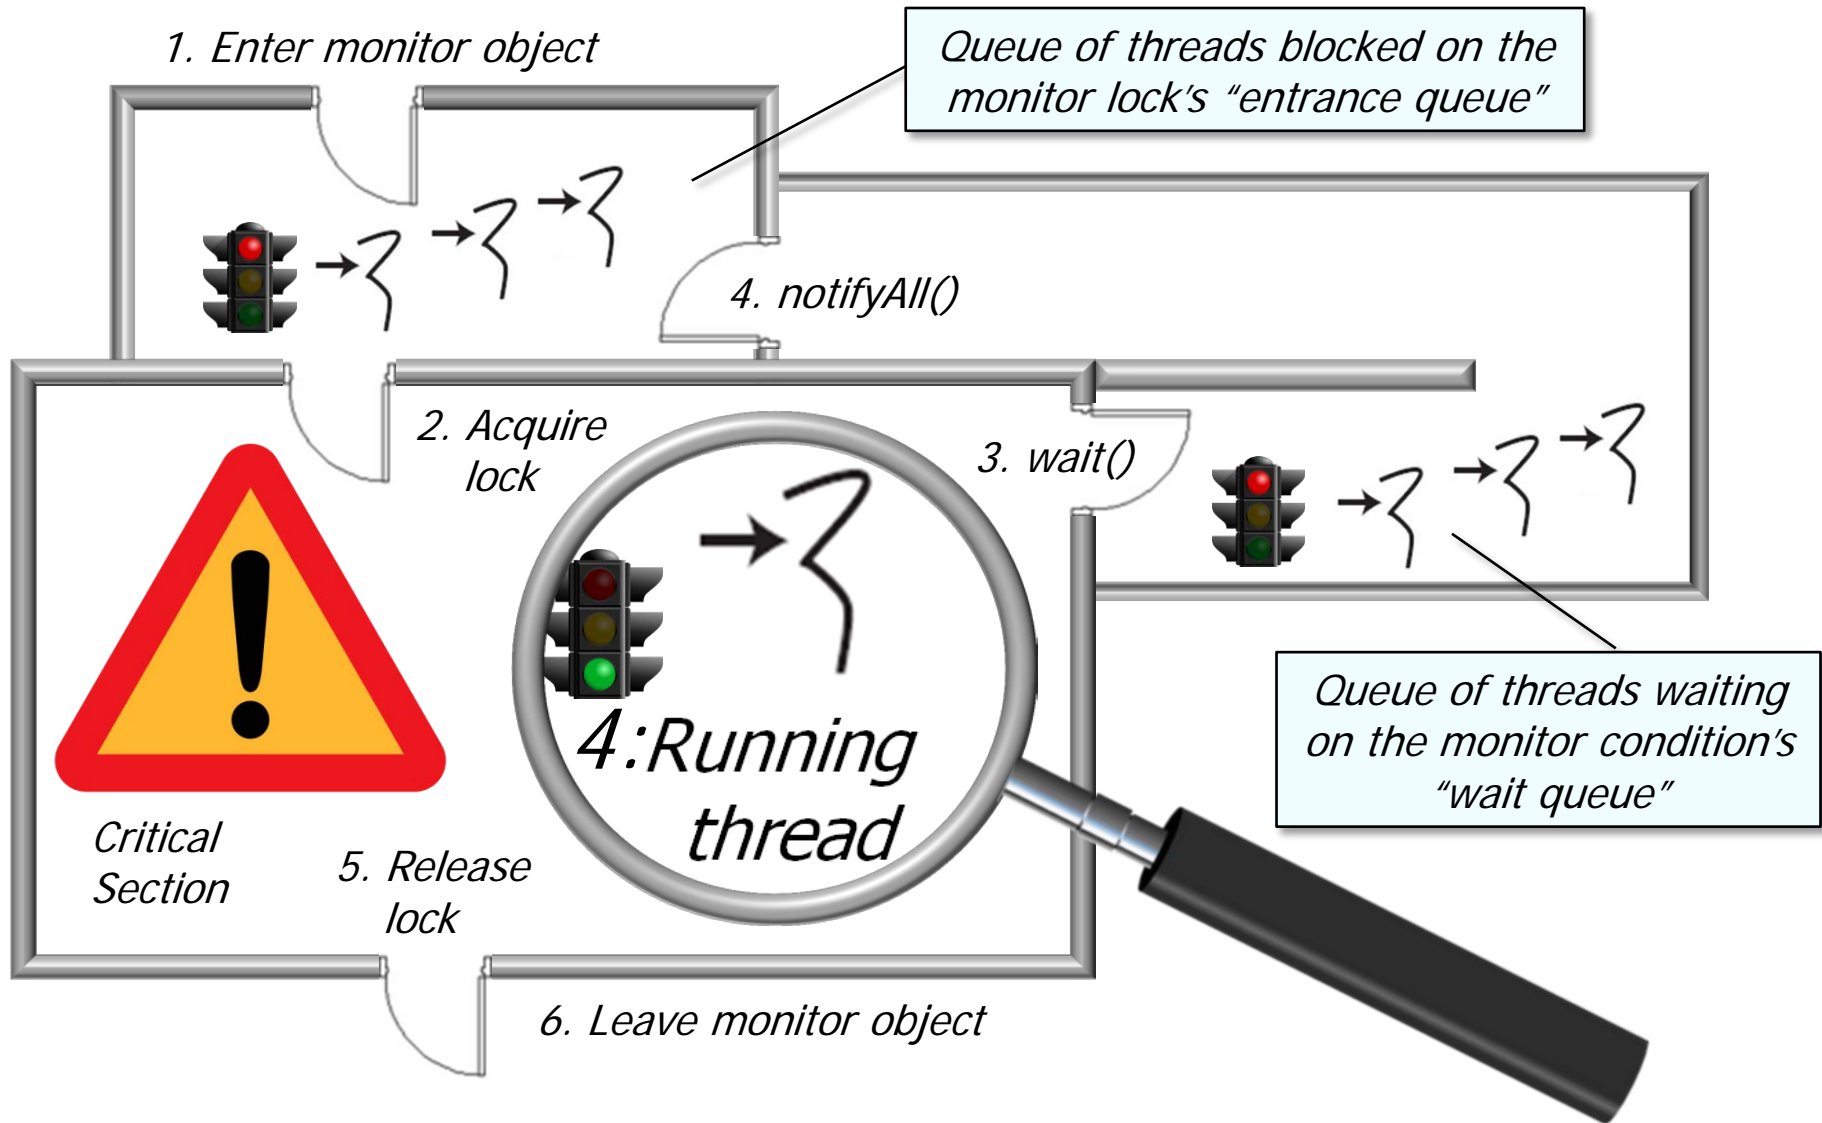 1. Enter monitor object
Queue of threads blocked on the
monitor lock’s “entrance queue”
4. notifyAll()
2. Acquire
lock
3. wait()
4:Running
thread
Queue of threads waiting
on the monitor condition’s
“wait queue”
Critical
Section
5. Release
lock
6. Leave monitor object